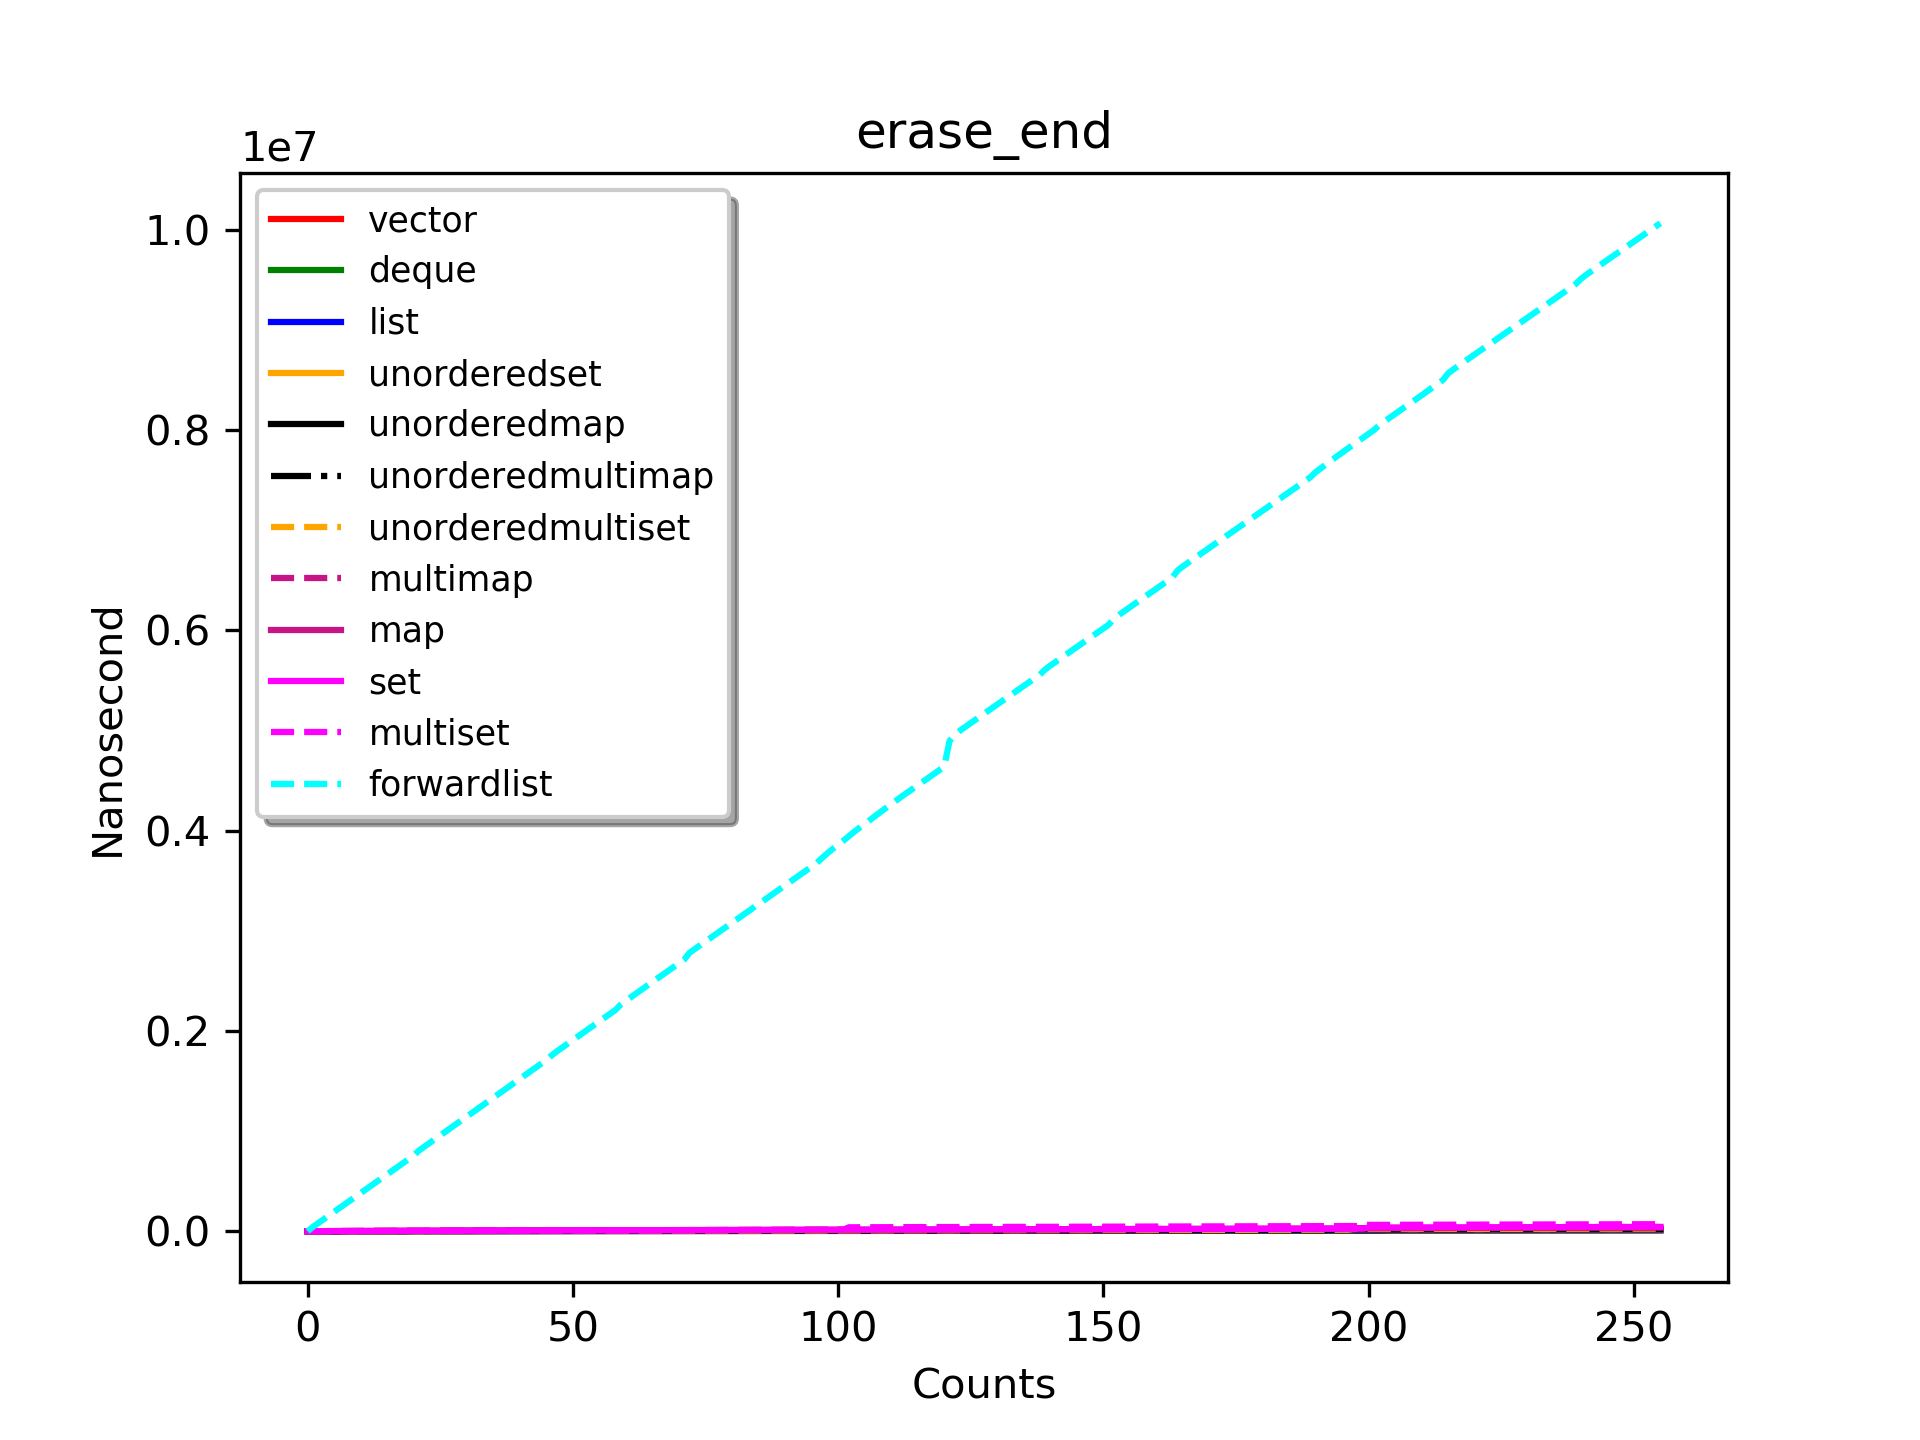 erase_end
1e7
1.0
0.8
0.6
0.4
0.2
0.0
Nanosecond
vector
deque
list
unorderedset
unorderedmap
unorderedmultimap
unorderedmultiset
multimap
map
set
multiset
forwardlist
0 50 100 150 200 250
Counts